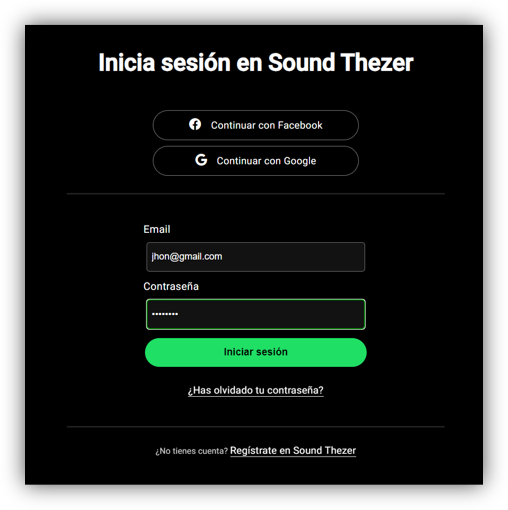 Inicia sesión en Sound Thezer
Continuar con Facebook
Continuar con Google
Email
jhon@gmail.com
Contraseña
••••••••
Iniciar sesión
¿Has olvidado tu contraseña?
¿No tienes cuenta? Regístrate en Sound Thezer